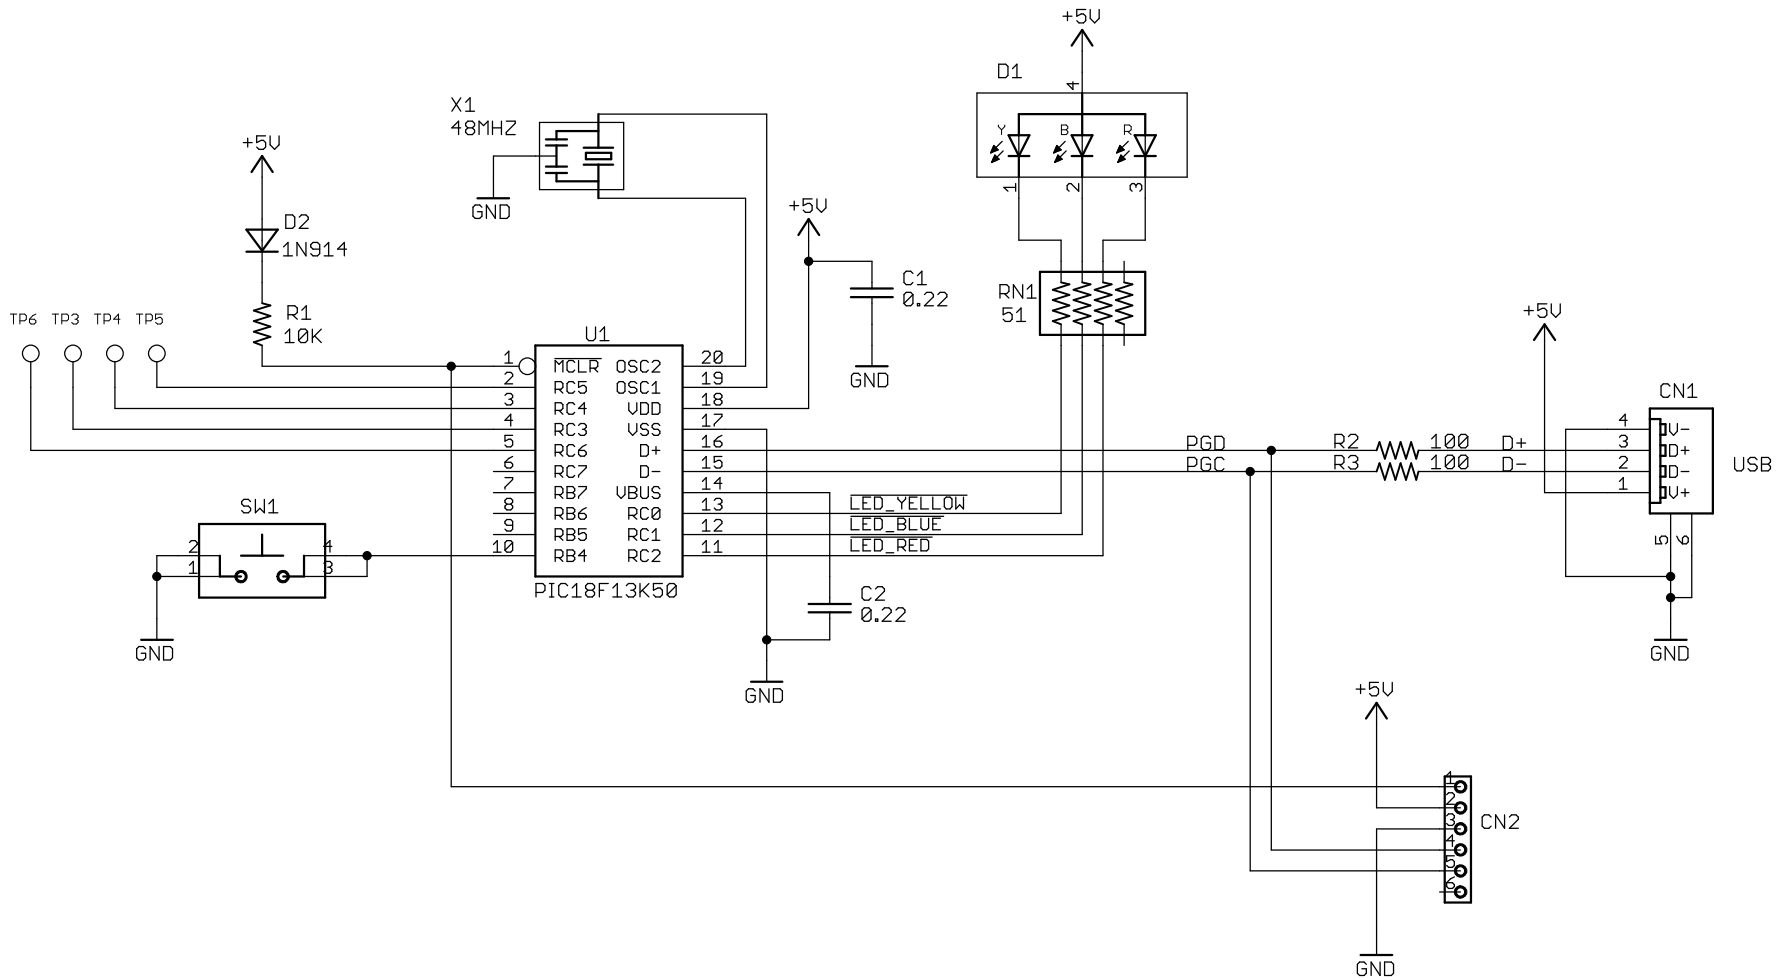 +5V
D1
4
Y B R
1 2 3
X1
48MHZ
GND
+5V
D2
1N914
R1
10K
+5V
C1
0.22
GND
RN1
51
TP6 TP3 TP4 TP5
U1
1 MCLR OSC2 20
2 RC5 OSC1 19
3 RC4 VDD 18
4 RC3 VSS 17
5 RC6 D+ 16
6 RC7 D- 15
7 RB7 VBUS 14
8 RB6 RC0 13
9 RB5 RC1 12
10 RB4 RC2 11
PIC18F13K50
LED_YELLOW
LED_BLUE
LED_RED
PGD R2 100 D+
PGC R3 100 D-
+5V
CN1
4 V-
3 D+
2 D-
1 V+
USB
5 6
GND
SW1
2 4
1 3
GND
C2
0.22
GND
+5V
1
2
3
4
5
6
CN2
GND